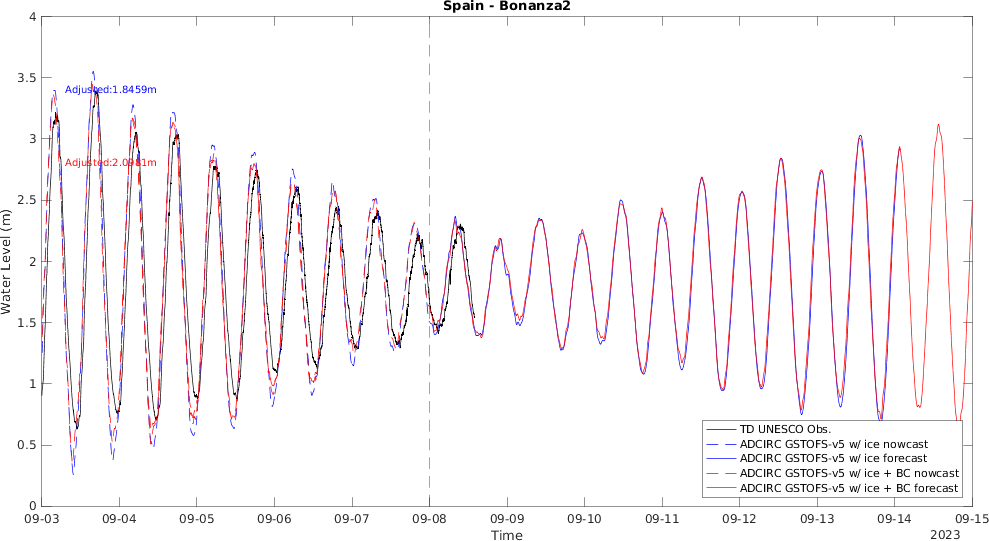 Spain - Bonanza2
4
3.5
3
2.5
2
1.5
1
0.5
0
Water Level (m)
Adjusted:1.8459m
Adjusted:2.0981m
TD UNESCO Obs.
ADCIRC GSTOFS-v5 w/ ice nowcast
ADCIRC GSTOFS-v5 w/ ice forecast
ADCIRC GSTOFS-v5 w/ ice + BC nowcast
ADCIRC GSTOFS-v5 w/ ice + BC forecast
09-03 09-04 09-05 09-06 09-07 09-08 09-09 09-10 09-11 09-12 09-13 09-14 09-15
Time
2023